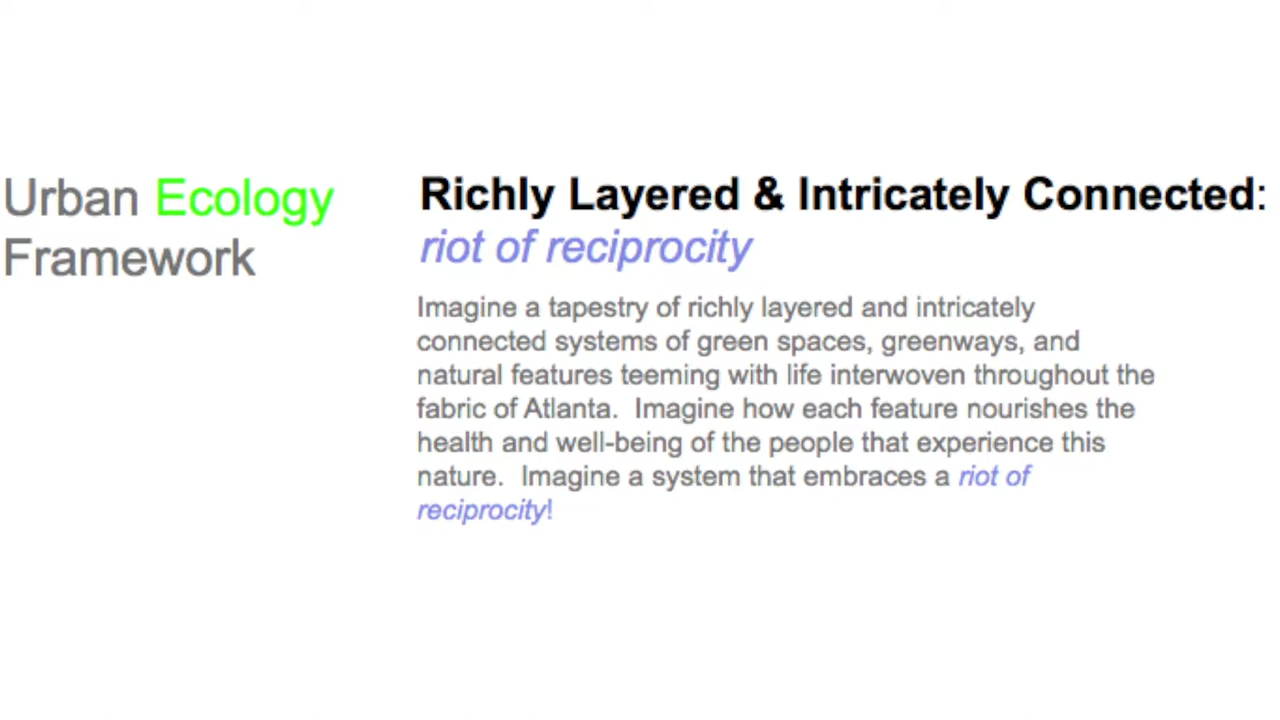 Urban Ecology
Framework
Richly Layered & Intricately Connected:
riot of reciprocity
Imagine a tapestry of richly layered and intricately
connected systems of green spaces, greenways, and
natural features teeming with life interwoven throughout the
fabric of Atlanta.  Imagine how each feature nourishes the
health and well-being of the people that experience this
nature.  Imagine a system that embraces a riot of
reciprocity!